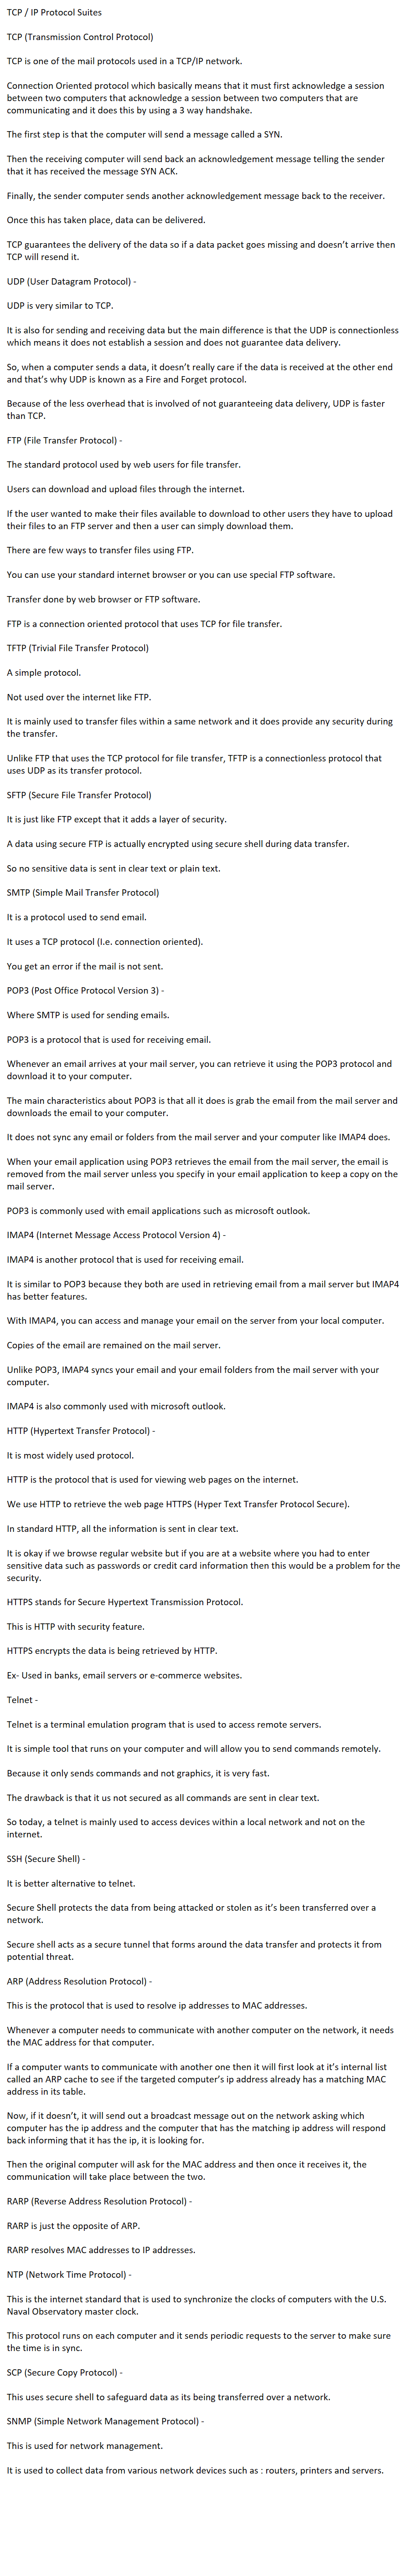 TCP / IP Protocol Suites
TCP (Transmission Control Protocol)
TCP is one of the mail protocols used in a TCP/IP network.
Connection Oriented protocol which basically means that it must first acknowledge a session
between two computers that acknowledge a session between two computers that are
communicating and it does this by using a 3 way handshake.
The first step is that the computer will send a message called a SYN.
Then the receiving computer will send back an acknowledgement message telling the sender
that it has received the message SYN ACK.
Finally, the sender computer sends another acknowledgement message back to the receiver.
Once this has taken place, data can be delivered.
TCP guarantees the delivery of the data so if a data packet goes missing and doesn't arrive then
TCP will resend it.
UDP (User Datagram Protocol) -
UDP is very similar to TCP.
It is also for sending and receiving data but the main difference is that the UDP is connectionless
which means it does not establish a session and does not guarantee data delivery.
So, when a computer sends a data, it doesn't really care if the data is received at the other end
and that's why UDP is known as a Fire and Forget protocol.
Because of the less overhead that is involved of not guaranteeing data delivery, UDP is faster
than TCP.
FTP (File Transfer Protocol) -
The standard protocol used by web users for file transfer.
Users can download and upload files through the internet.
If the user wanted to make their files available to download to other users they have to upload
their files to an FTP server and then a user can simply download them.
There are few ways to transfer files using FTP.
You can use your standard internet browser or you can use special FTP software.
Transfer done by web browser or FTP software.
FTP is a connection oriented protocol that uses TCP for file transfer.
TFTP (Trivial File Transfer Protocol)
A simple protocol.
Not used over the internet like FTP.
It is mainly used to transfer files within a same network and it does provide any security during
the transfer.
Unlike FTP that uses the TCP protocol for file transfer, TFTP is a connectionless protocol that
uses UDP as its transfer protocol.
SFTP (Secure File Transfer Protocol)
It is just like FTP except that it adds a layer of security.
A data using secure FTP is actually encrypted using secure shell during data transfer.
So no sensitive data is sent in clear text or plain text.
SMTP (Simple Mail Transfer Protocol)
It is a protocol used to send email.
It uses a TCP protocol (I.e. connection oriented).
You get an error if the mail is not sent.
POP3 (Post Office Protocol Version 3) -
Where SMTP is used for sending emails.
POP3 is a protocol that is used for receiving email.
Whenever an email arrives at your mail server, you can retrieve it using the POP3 protocol and
download it to your computer.
The main characteristics about POP3 is that all it does is grab the email from the mail server and
downloads the email to your computer.
It does not sync any email or folders from the mail server and your computer like IMAP4 does.
When your email application using POP3 retrieves the email from the mail server, the email is
removed from the mail server unless you specify in your email application to keep a copy on the
mail server.
POP3 is commonly used with email applications such as microsoft outlook.
IMAP4 (Internet Message Access Protocol Version 4) -
IMAP4 is another protocol that is used for receiving email.
It is similar to POP3 because they both are used in retrieving email from a mail server but IMAP4
has better features.
With IMAP4, you can access and manage your email on the server from your local computer.
Copies of the email are remained on the mail server.
Unlike POP3, IMAP4 syncs your email and your email folders from the mail server with your
computer.
IMAP4 is also commonly used with microsoft outlook.
HTTP (Hypertext Transfer Protocol) -
It is most widely used protocol.
HTTP is the protocol that is used for viewing web pages on the internet.
We use HTTP to retrieve the web page HTTPS (Hyper Text Transfer Protocol Secure).
In standard HTTP, all the information is sent in clear text.
It is okay if we browse regular website but if you are at a website where you had to enter
sensitive data such as passwords or credit card information then this would be a problem for the
security.
HTTPS stands for Secure Hypertext Transmission Protocol.
This is HTTP with security feature.
HTTPS encrypts the data is being retrieved by HTTP.
Ex- Used in banks, email servers or e-commerce websites.
Telnet -
Telnet is a terminal emulation program that is used to access remote servers.
It is simple tool that runs on your computer and will allow you to send commands remotely.
Because it only sends commands and not graphics, it is very fast.
The drawback is that it us not secured as all commands are sent in clear text.
So today, a telnet is mainly used to access devices within a local network and not on the
internet.
SSH (Secure Shell) -
It is better alternative to telnet.
Secure Shell protects the data from being attacked or stolen as it's been transferred over a
network.
Secure shell acts as a secure tunnel that forms around the data transfer and protects it from
potential threat.
ARP (Address Resolution Protocol) -
This is the protocol that is used to resolve ip addresses to MAC addresses.
Whenever a computer needs to communicate with another computer on the network, it needs
the MAC address for that computer.
If a computer wants to communicate with another one then it will first look at it's internal list
called an ARP cache to see if the targeted computer's ip address already has a matching MAC
address in its table.
Now, if it doesn't, it will send out a broadcast message out on the network asking which
computer has the ip address and the computer that has the matching ip address will respond
back informing that it has the ip, it is looking for.
Then the original computer will ask for the MAC address and then once it receives it, the
communication will take place between the two.
RARP (Reverse Address Resolution Protocol) -
RARP is just the opposite of ARP.
RARP resolves MAC addresses to IP addresses.
NTP (Network Time Protocol) -
This is the internet standard that is used to synchronize the clocks of computers with the U.S.
Naval Observatory master clock.
This protocol runs on each computer and it sends periodic requests to the server to make sure
the time is in sync.
SCP (Secure Copy Protocol) -
This uses secure shell to safeguard data as its being transferred over a network.
SNMP (Simple Network Management Protocol) -
This is used for network management.
It is used to collect data from various network devices such as : routers, printers and servers.